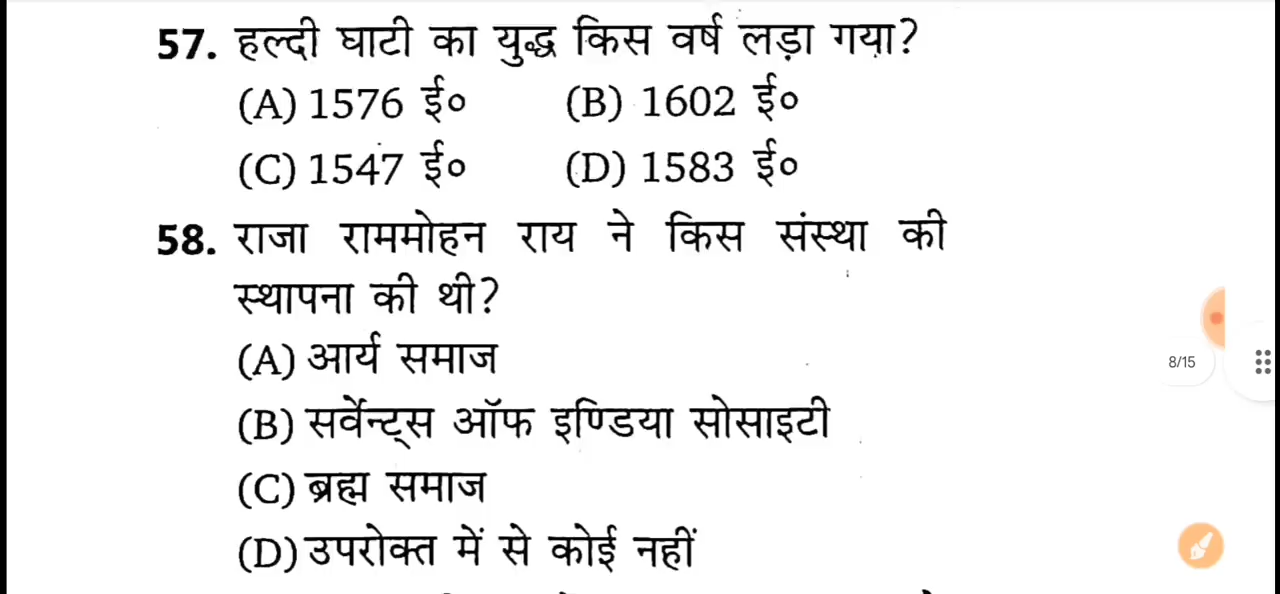 57. हल्दी घाटी का युद्ध किस वर्ष लड़ा गया?
(A) 1576 ई० (B) 1602 ई०
(C) 1547 ई० (D) 1583 ई०
58. राजा राममोहन राय ने किस संस्था की
स्थापना की थी?
(A) आर्य समाज
8/15
(B) सर्वेन्ट्स ऑफ इण्डिया सोसाइटी
(C) ब्रह्म समाज
(D) उपरोक्त में से कोई नहीं